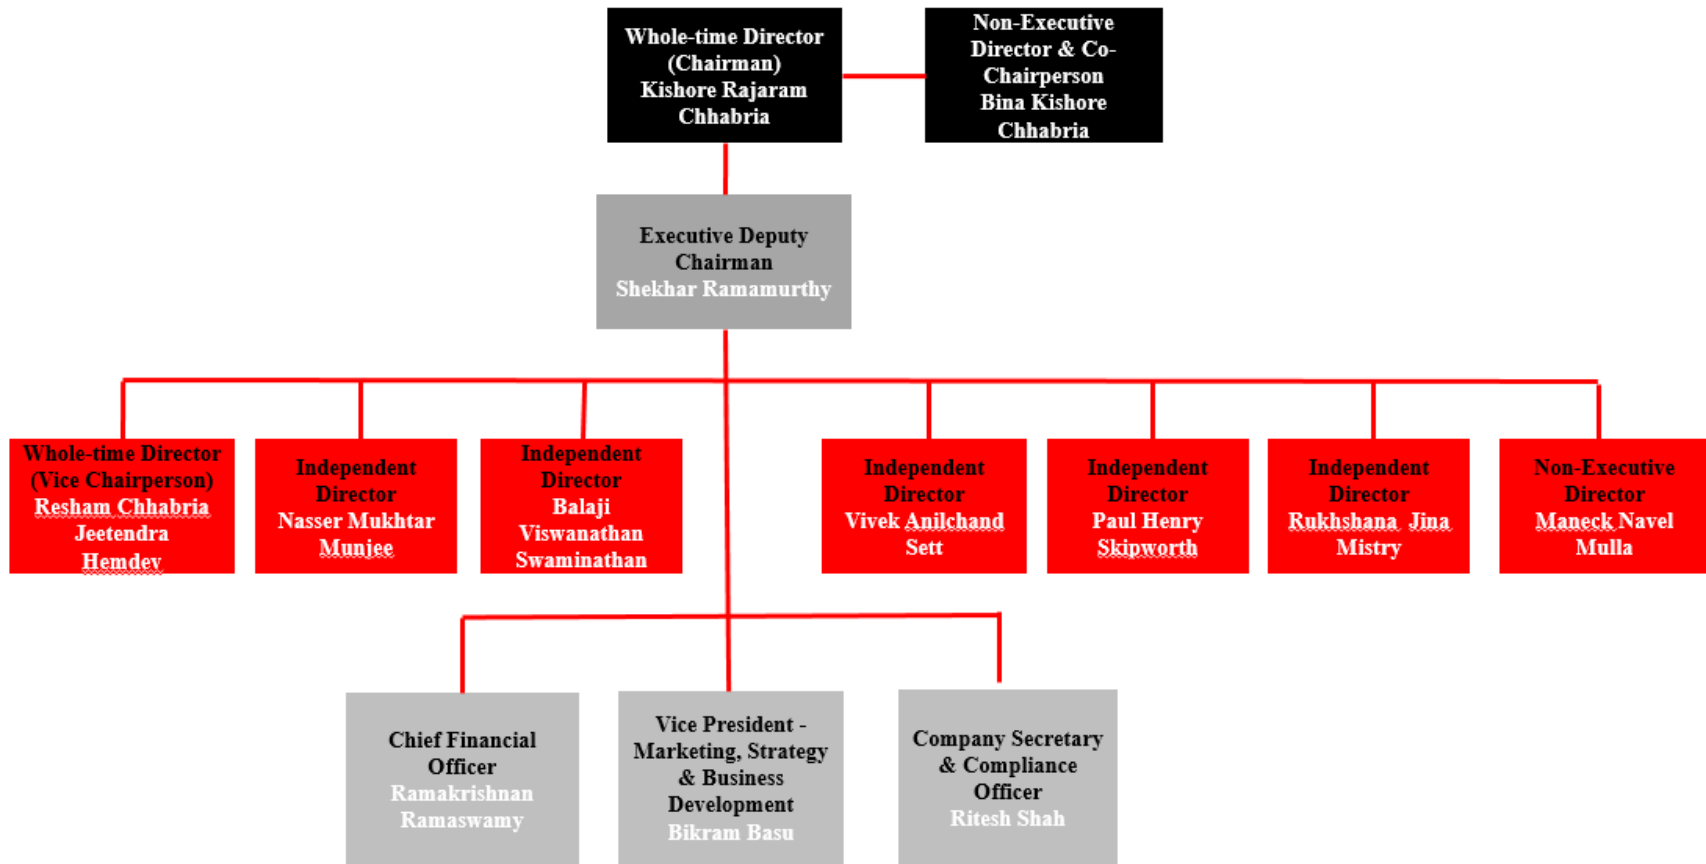 Whole-time Director
(Chairman)
Kishore Rajaram
Chhabria
Non-Executive
Director & Co-
Chairperson
Bina Kishore
Chhabria
Executive Deputy
Chairman
Shekhar Ramamurthy
Whole-time Director
(Vice Chairperson)
Resham Chhabria
Jeetendra
Hemdev
Independent
Director
Nasser Mukhtar
Munjee
Independent
Director
Balaji
Viswanathan
Swaminathan
Independent
Director
Vivek Anilchand
Sett
Independent
Director
Paul Henry
Skipworth
Independent
Director
Rukhshana Jina
Mistry
Non-Executive
Director
Maneck Navel
Mulla
Chief Financial
Officer
Ramakrishnan
Ramaswamy
Vice President -
Marketing, Strategy
& Business
Development
Bikram Basu
Company Secretary
& Compliance
Officer
Ritesh Shah